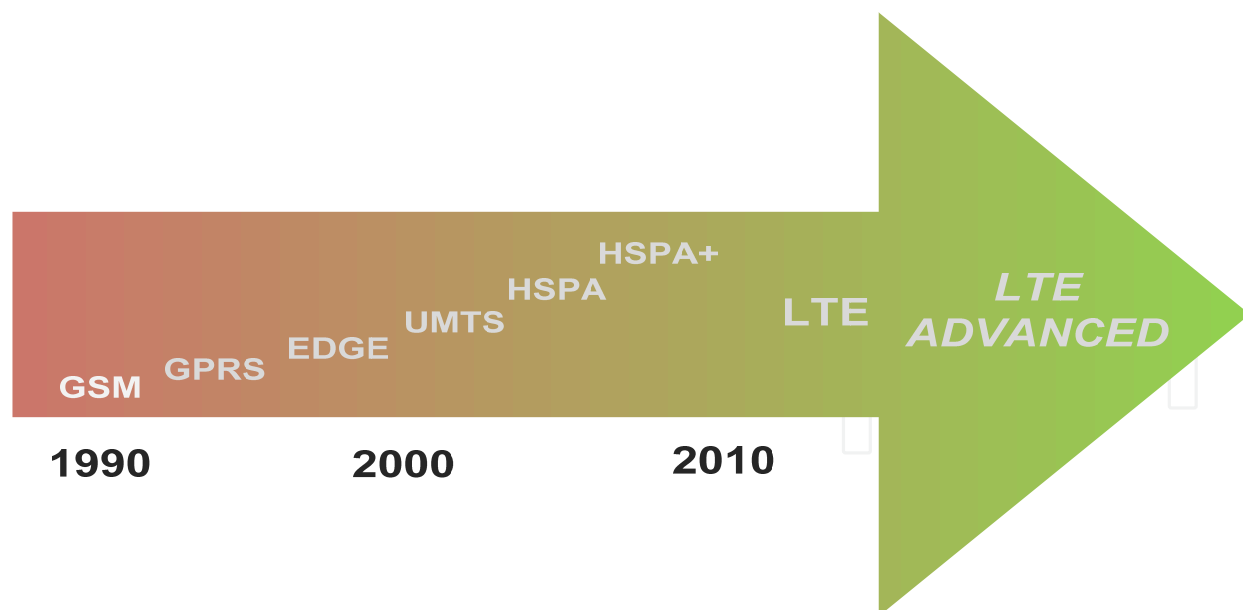 GSM
GPRS
EDGE
UMTS
HSPA
HSPA+
LTE
LTE
ADVANCED
1990
2000
2010